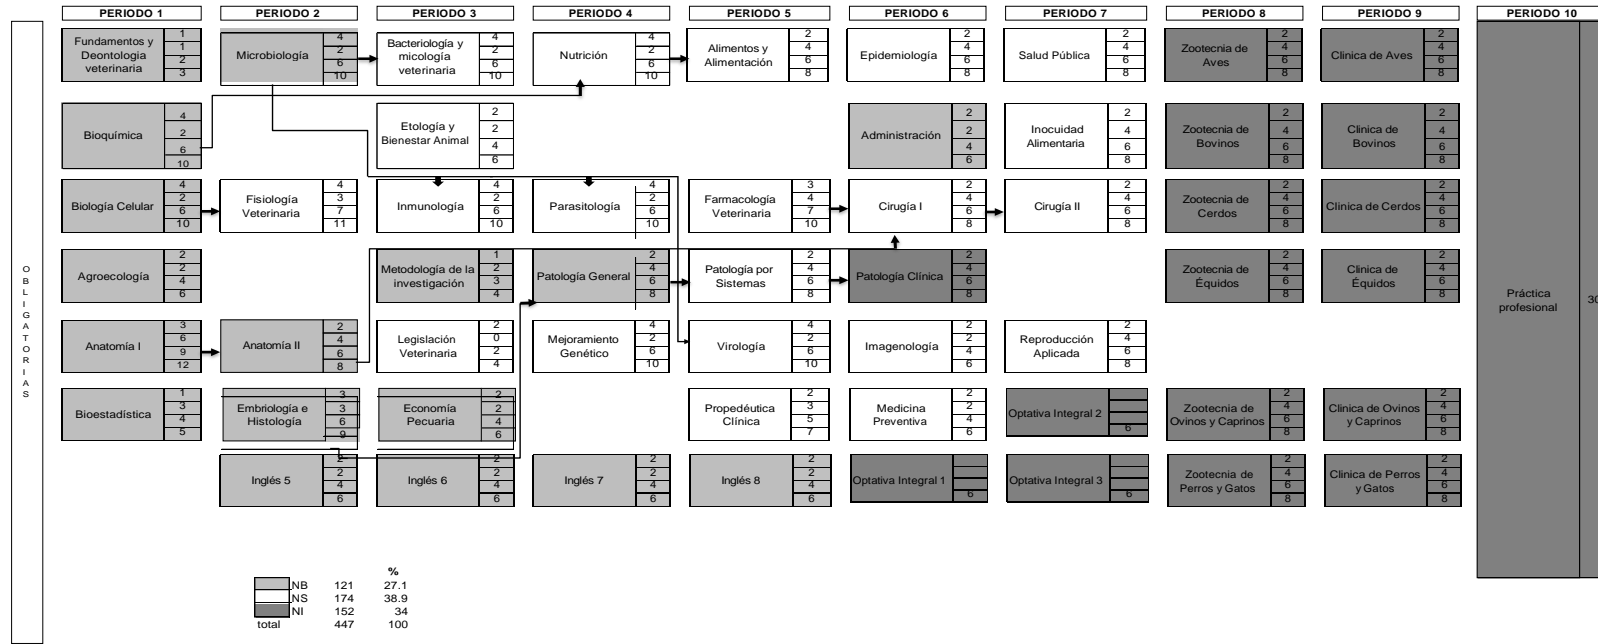 PERIODO 1
PERIODO 2
PERIODO 3
PERIODO 4
PERIODO 5
PERIODO 6
PERIODO 7
PERIODO 8
PERIODO 9
PERIODO 10
OBLIGATORIAS
Fundamentos y
Deontologia
veterinaria
1
1
2
3
Microbiología
4
2
6
10
Bacteriología y
micología
veterinaria
4
2
6
10
Nutrición
4
2
6
10
Alimentos y
Alimentación
2
4
6
8
Epidemiología
2
4
6
8
Salud Pública
2
4
6
8
Zootecnia de
Aves
2
4
6
8
Clinica de Aves
2
4
6
8
Bioquímica
4
2
6
10
Etología y
Bienestar Animal
2
2
4
6
Administración
2
2
4
6
Inocuidad
Alimentaria
2
4
6
8
Zootecnia de
Bovinos
2
4
6
8
Clinica de
Bovinos
2
4
6
8
Biología Celular
4
2
6
10
Fisiología
Veterinaria
4
3
7
11
Inmunología
4
2
6
10
Parasitología
4
2
6
10
Farmacología
Veterinaria
3
4
7
10
Cirugía I
2
4
6
8
Cirugía II
2
4
6
8
Zootecnia de
Cerdos
2
4
6
8
Clinica de Cerdos
2
4
6
8
Agroecología
2
2
4
6
Metodología de la
investigación
1
2
3
4
Patología General
2
4
6
8
Patología por
Sistemas
2
4
6
8
Patología Clínica
2
4
6
8
Zootecnia de
Équidos
2
4
6
8
Clinica de
Équidos
2
4
6
8
Práctica
profesional
30
Anatomía I
3
6
9
12
Anatomía II
2
4
6
8
Legislación
Veterinaria
2
0
2
4
Mejoramiento
Genético
4
2
6
10
Virología
4
2
6
10
Imagenología
2
2
4
6
Reproducción
Aplicada
2
4
6
8
Bioestadística
1
3
4
5
Embriología e
Histología
3
3
6
9
Economía
Pecuaria
2
2
4
6
Propedéutica
Clínica
2
3
5
7
Medicina
Preventiva
2
2
4
6
Optativa Integral 2
6
Zootecnia de
Ovinos y Caprinos
2
4
6
8
Clinica de Ovinos
y Caprinos
2
4
6
8
Inglés 5
2
2
4
6
Inglés 6
2
2
4
6
Inglés 7
2
2
4
6
Inglés 8
2
2
4
6
Optativa Integral 1
6
Optativa Integral 3
6
Zootecnia de
Perros y Gatos
2
4
6
8
Clinica de Perros
y Gatos
2
4
6
8
%
NB 121 27.1
NS 174 38.9
NI 152 34
total 447 100